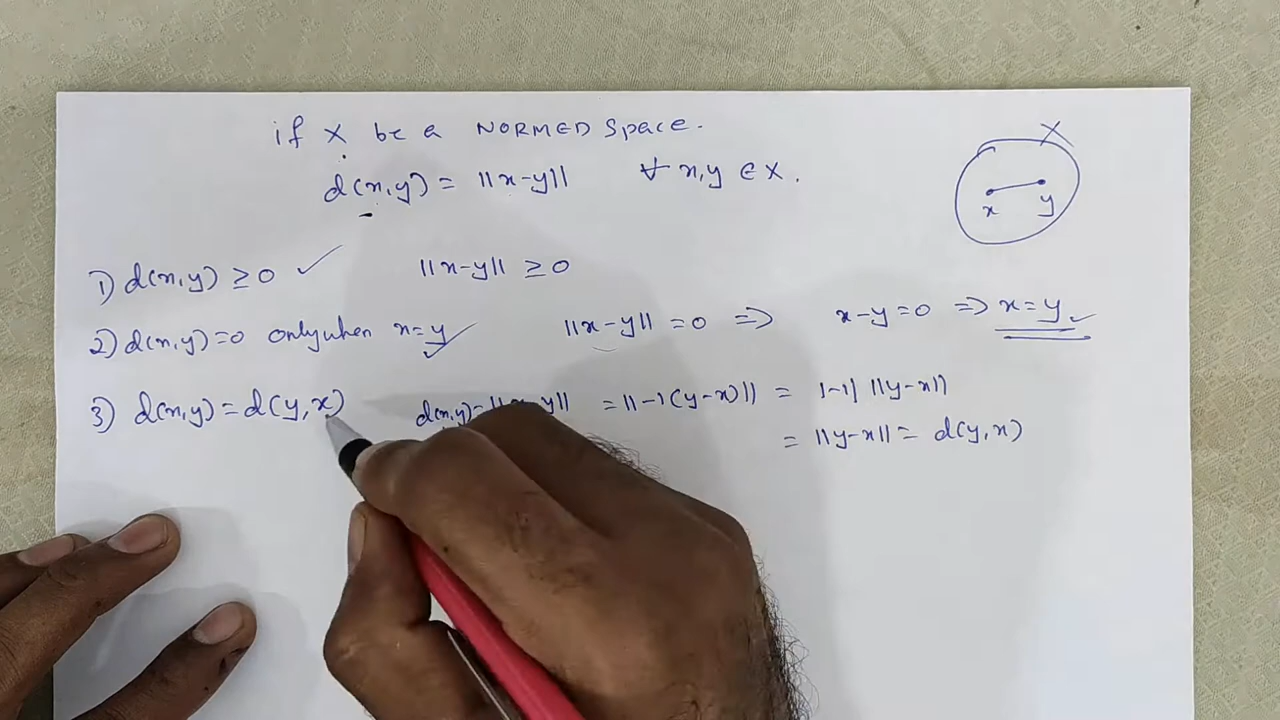 if X be a NORMED Space.
d(x,y) = ||x-y|| ∀ x,y ∈ X.
X
x y
1) d(x,y) ≥ 0 ✓ ||x-y|| ≥ 0
2) d(x,y)=0 only when x=y ✓ ||x-y|| = 0 => x-y=0 => x=y ✓
3) d(x,y) = d(y,x) d(x,y)= = ||-1(y-x)|| = |-1| ||y-x||
= ||y-x|| = d(y,x)